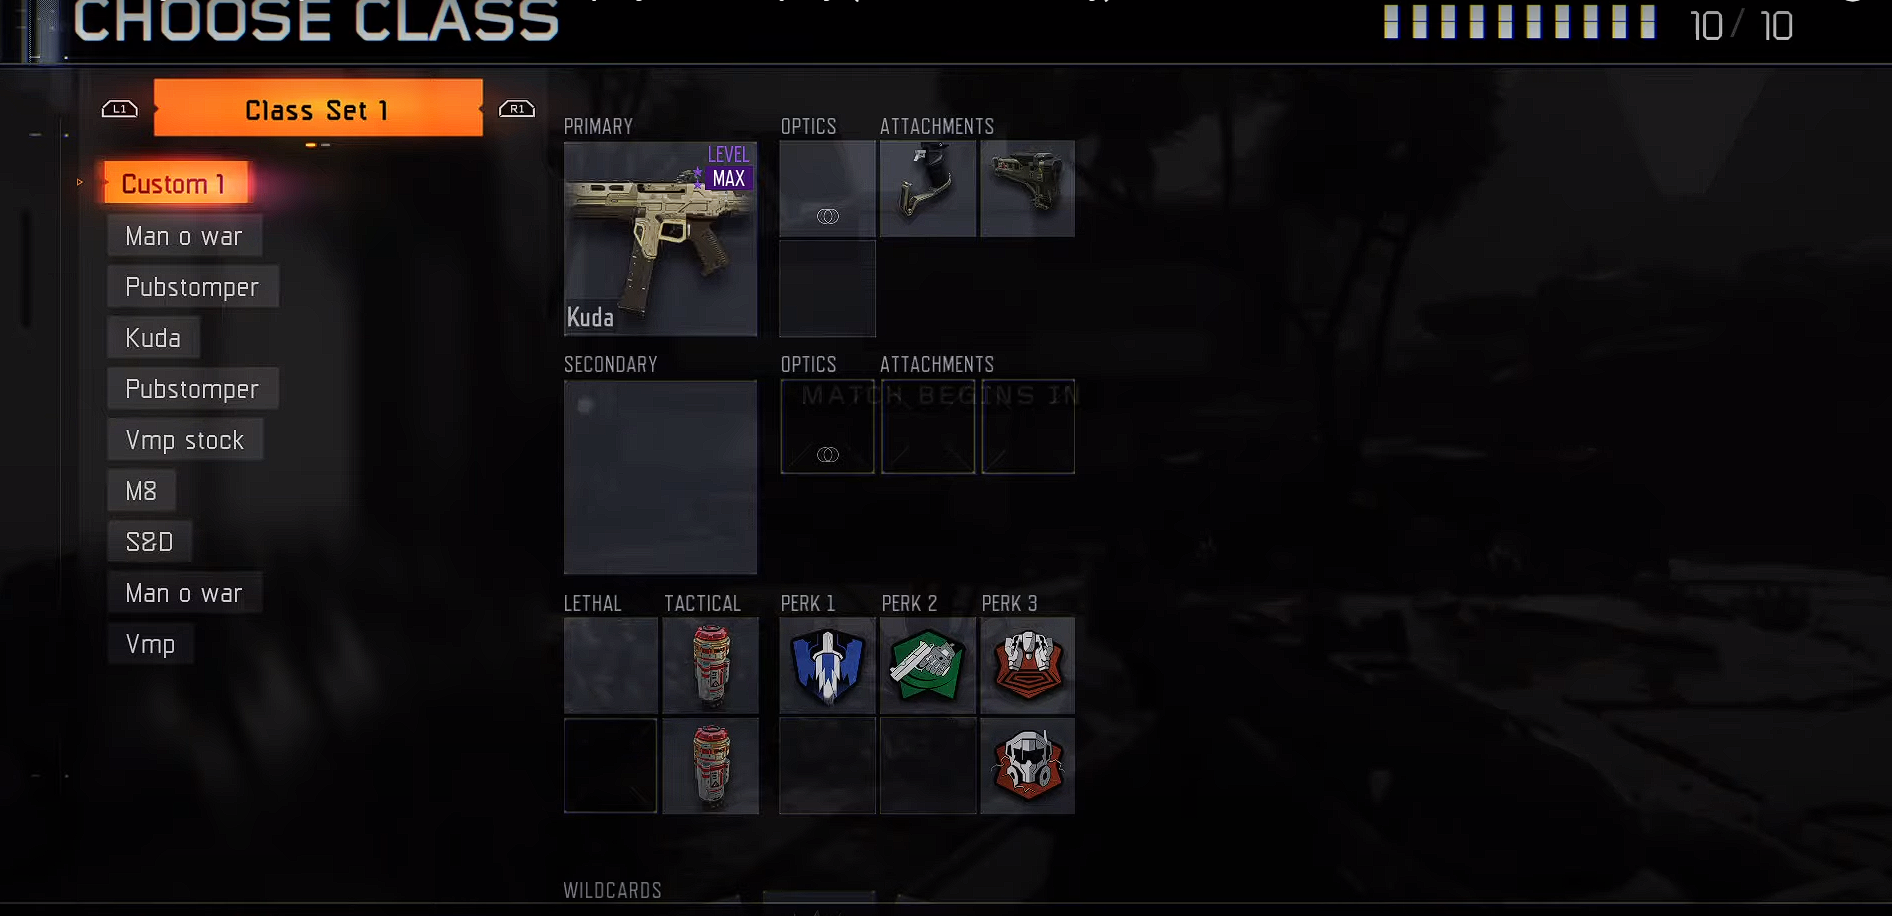 CHOOSE CLASS
10/10
L1
Class Set 1
R1
Custom 1
Man o war
Pubstomper
Kuda
Pubstomper
Vmp stock
M8
S&D
Man o war
Vmp
PRIMARY
OPTICS
ATTACHMENTS
LEVEL
MAX
Kuda
SECONDARY
OPTICS
ATTACHMENTS
MATCH BEGINS IN
LETHAL
TACTICAL
PERK 1
PERK 2
PERK 3
WILDCARDS